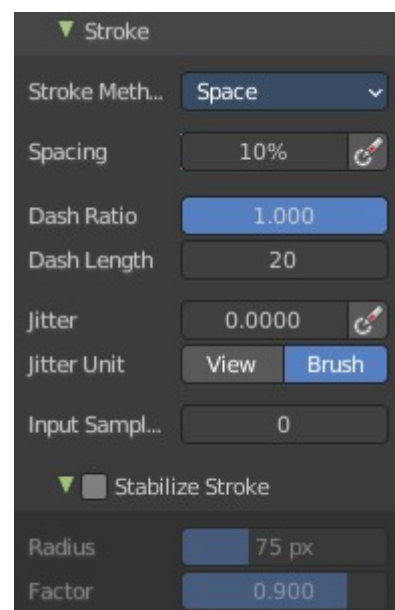 Stroke
Stroke Meth... Space
Spacing 10%
Dash Ratio 1.000
Dash Length 20
Jitter 0.0000
Jitter Unit View Brush
Input Sampl... 0
Stabilize Stroke
Radius 75 px
Factor 0.900